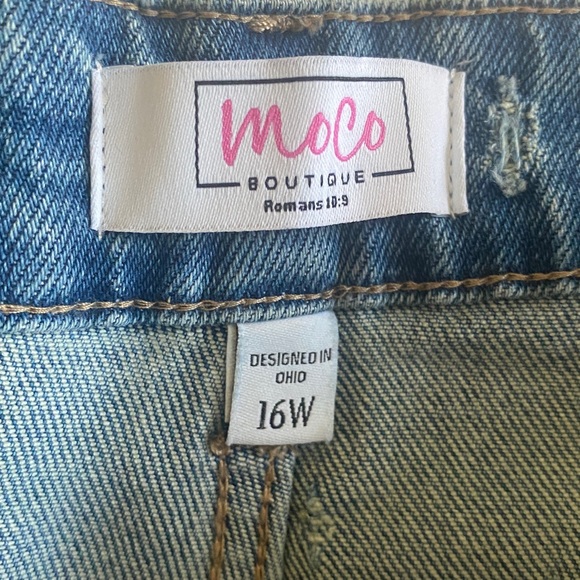 moco
BOUTIQUE
Romans 10:9
DESIGNED IN
OHIO
16W